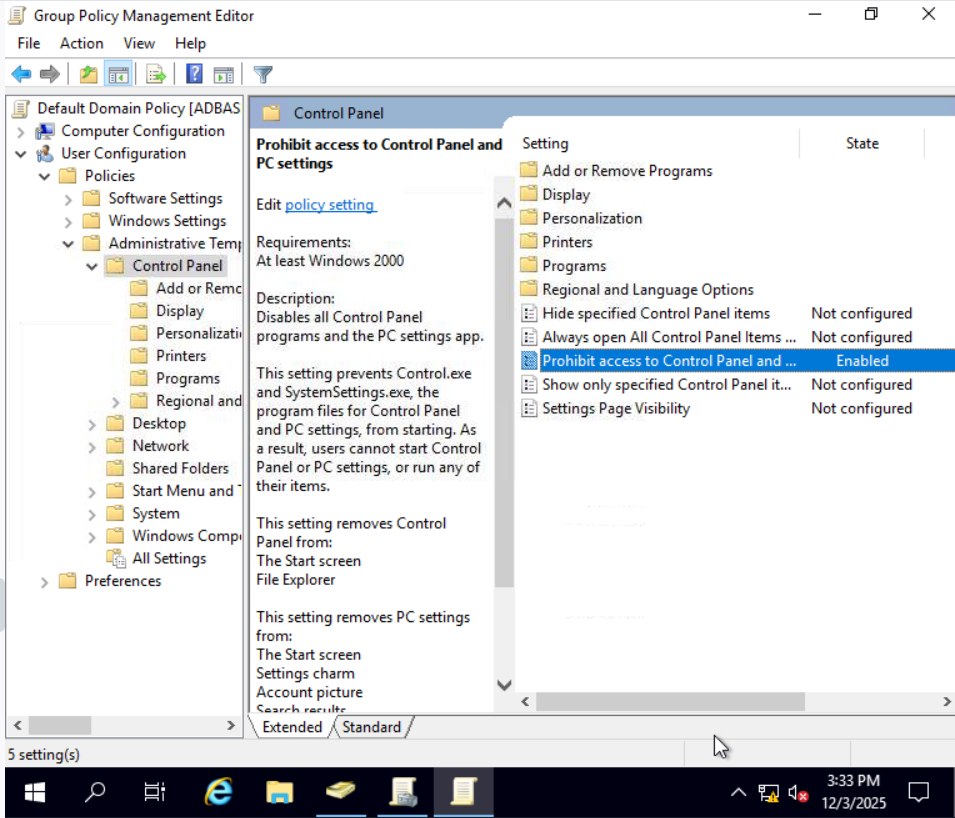 Group Policy Management Editor
File Action View Help
Default Domain Policy [ADBAS
Computer Configuration
User Configuration
Policies
Software Settings
Windows Settings
Administrative Temp
Control Panel
Add or Remo
Display
Personalizati
Printers
Programs
Regional and
Desktop
Network
Shared Folders
Start Menu and T
System
Windows Compo
All Settings
Preferences
Control Panel
Prohibit access to Control Panel and
PC settings
Edit policy setting
Requirements:
At least Windows 2000
Description:
Disables all Control Panel
programs and the PC settings app.
This setting prevents Control.exe
and SystemSettings.exe, the
program files for Control Panel
and PC settings, from starting. As
a result, users cannot start Control
Panel or PC settings, or run any of
their items.
This setting removes Control
Panel from:
The Start screen
File Explorer
This setting removes PC settings
from:
The Start screen
Settings charm
Account picture
Search results
Setting State
Add or Remove Programs
Display
Personalization
Printers
Programs
Regional and Language Options
Hide specified Control Panel items Not configured
Always open All Control Panel Items ... Not configured
Prohibit access to Control Panel and ... Enabled
Show only specified Control Panel it... Not configured
Settings Page Visibility Not configured
Extended Standard
5 setting(s)
3:33 PM
12/3/2025